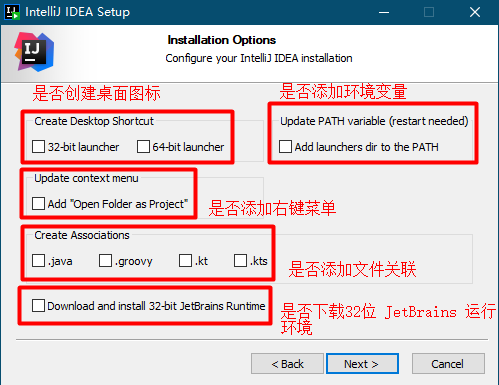 IntelliJ IDEA Setup
IJ
Installation Options
Configure your IntelliJ IDEA installation
是否创建桌面图标
是否添加环境变量
Create Desktop Shortcut
Update PATH variable (restart needed)
32-bit launcher
64-bit launcher
Add launchers dir to the PATH
Update context menu
Add "Open Folder as Project"
是否添加右键菜单
Create Associations
.java
.groovy
.kt
.kts
是否添加文件关联
Download and install 32-bit JetBrains Runtime
是否下载32位 JetBrains 运行
环境
< Back
Next >
Cancel